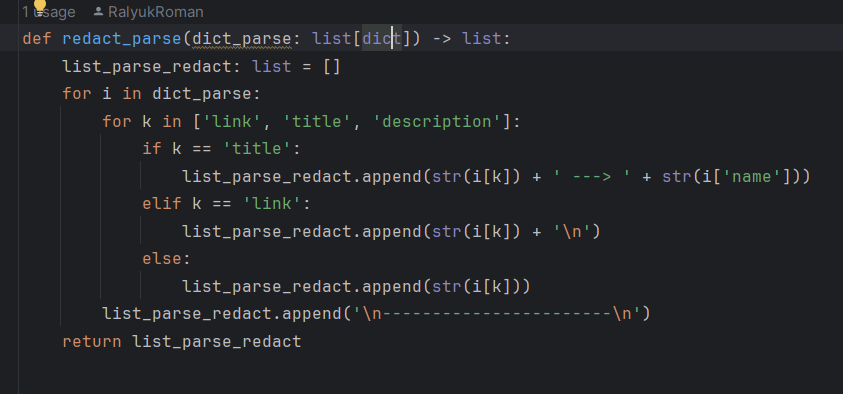 1 usage RalyukRoman
def redact_parse(dict_parse: list[dict]) -> list:
    list_parse_redact: list = []
    for i in dict_parse:
        for k in ['link', 'title', 'description']:
            if k == 'title':
                list_parse_redact.append(str(i[k]) + ' ---> ' + str(i['name']))
            elif k == 'link':
                list_parse_redact.append(str(i[k]) + '\n')
            else:
                list_parse_redact.append(str(i[k]))
        list_parse_redact.append('\n-----------------------\n')
    return list_parse_redact